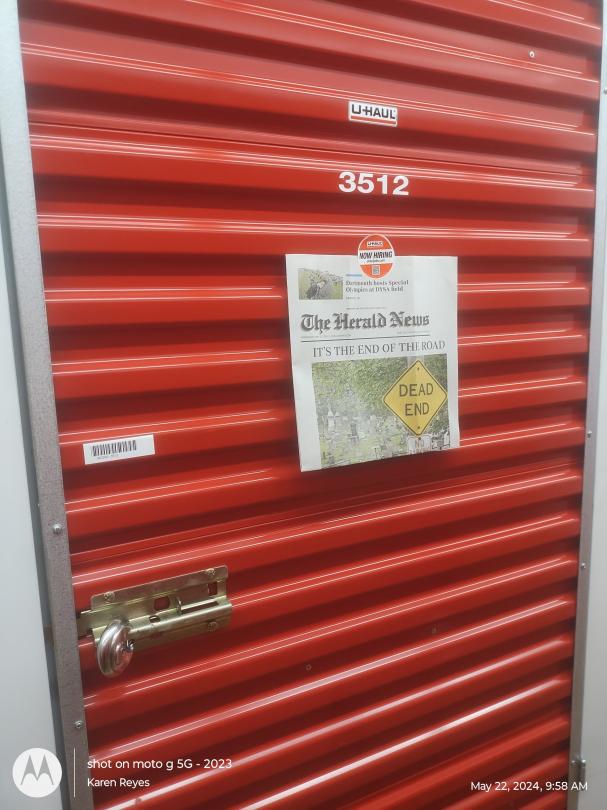 U-HAUL
3512
U-HAUL
NOW HIRING
Dartmouth hosts Special
Olympics at DYSA field
The Herald News
IT'S THE END OF THE ROAD
DEAD
END
NO
shot on moto g 5G - 2023
Karen Reyes
May 22, 2024, 9:58 AM